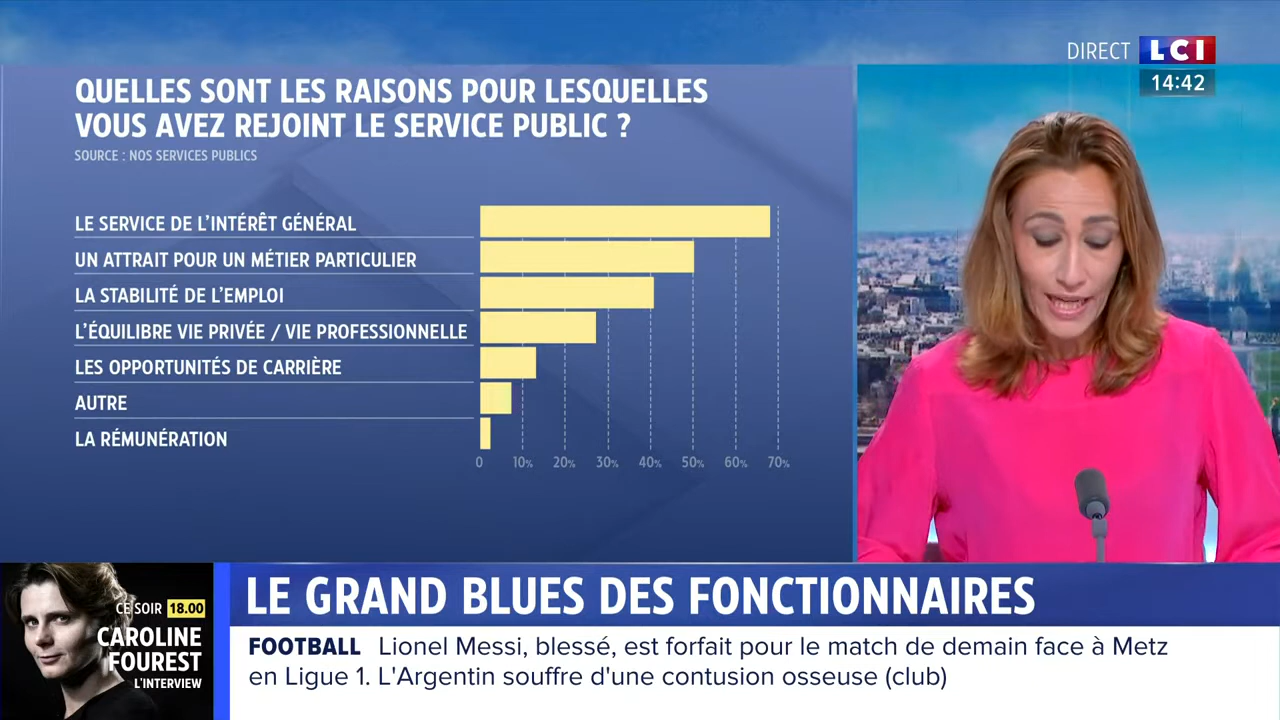 DIRECT LCI
14:42
QUELLES SONT LES RAISONS POUR LESQUELLES
VOUS AVEZ REJOINT LE SERVICE PUBLIC ?
SOURCE : NOS SERVICES PUBLICS
LE SERVICE DE L'INTÉRÊT GÉNÉRAL
UN ATTRAIT POUR UN MÉTIER PARTICULIER
LA STABILITÉ DE L'EMPLOI
L'ÉQUILIBRE VIE PRIVÉE / VIE PROFESSIONNELLE
LES OPPORTUNITÉS DE CARRIÈRE
AUTRE
LA RÉMUNÉRATION
0 10% 20% 30% 40% 50% 60% 70%
CE SOIR 18.00
CAROLINE
FOUREST
L'INTERVIEW
LE GRAND BLUES DES FONCTIONNAIRES
FOOTBALL Lionel Messi, blessé, est forfait pour le match de demain face à Metz
en Ligue 1. L'Argentin souffre d'une contusion osseuse (club)